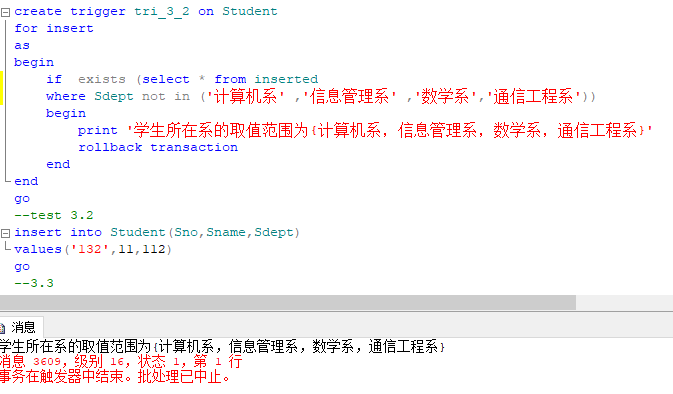 create trigger tri_3_2 on Student
for insert
as
begin
if  exists (select * from inserted
where Sdept not in ('计算机系' ,'信息管理系' ,'数学系','通信工程系'))
begin
print '学生所在系的取值范围为{计算机系，信息管理系，数学系，通信工程系}'
rollback transaction
end
end
go
--test 3.2
insert into Student(Sno,Sname,Sdept)
values('132',11,112)
go
--3.3
消息
学生所在系的取值范围为{计算机系，信息管理系，数学系，通信工程系}
消息 3609，级别 16，状态 1，第 1 行
事务在触发器中结束。批处理已中止。